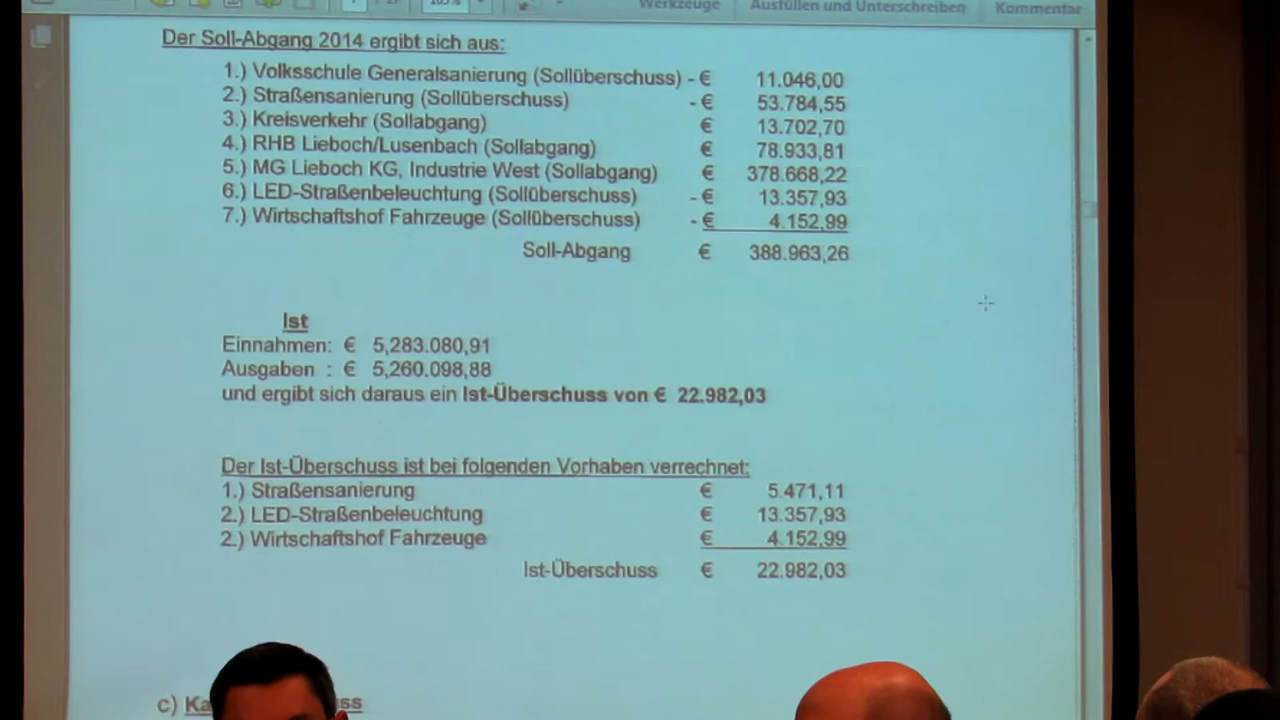 Werkzeuge Ausfüllen und Unterschreiben Kommentar
Der Soll-Abgang 2014 ergibt sich aus:
1.) Volksschule Generalsanierung (Sollüberschuss) - € 11.046,00
2.) Straßensanierung (Sollüberschuss) - € 53.784,55
3.) Kreisverkehr (Sollabgang) € 13.702,70
4.) RHB Lieboch/Lusenbach (Sollabgang) € 78.933,81
5.) MG Lieboch KG, Industrie West (Sollabgang) € 378.668,22
6.) LED-Straßenbeleuchtung (Sollüberschuss) - € 13.357,93
7.) Wirtschaftshof Fahrzeuge (Sollüberschuss) - € 4.152,99
Soll-Abgang € 388.963,26
Ist
Einnahmen: € 5,283.080,91
Ausgaben : € 5,260.098,88
und ergibt sich daraus ein Ist-Überschuss von € 22.982,03
Der Ist-Überschuss ist bei folgenden Vorhaben verrechnet:
1.) Straßensanierung € 5.471,11
2.) LED-Straßenbeleuchtung € 13.357,93
2.) Wirtschaftshof Fahrzeuge € 4.152,99
Ist-Überschuss € 22.982,03
c)